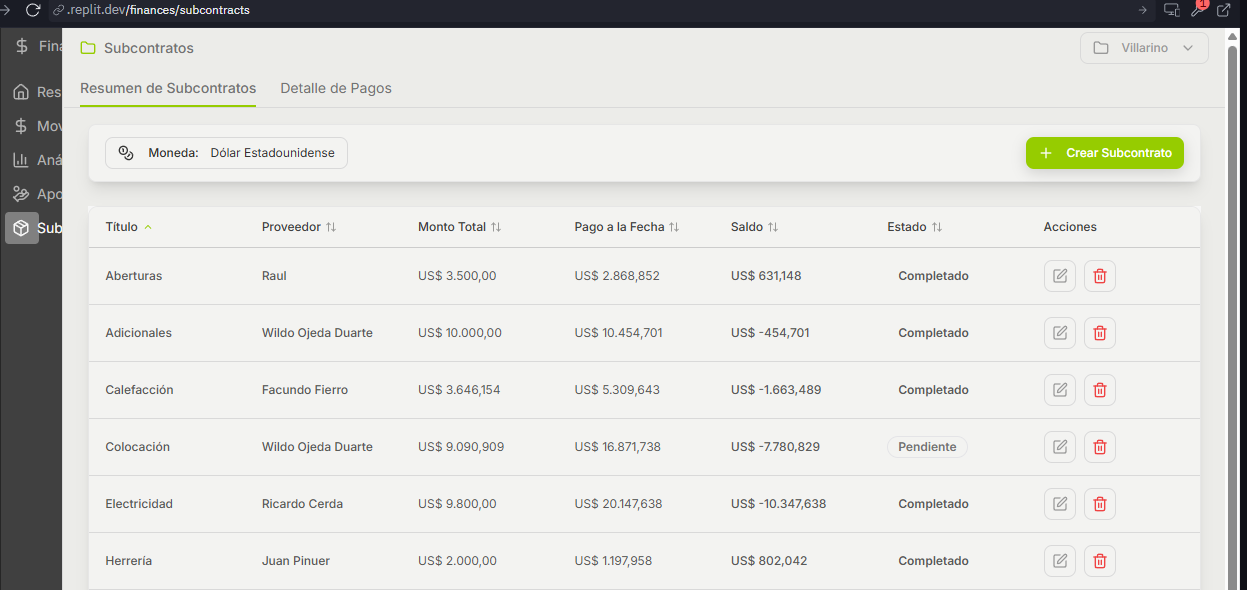 .replit.dev/finances/subcontracts
1
Fina
Subcontratos
Villarino
Resumen de Subcontratos Detalle de Pagos
Res
Mov
Aná
Apo
Sub
Moneda: Dólar Estadounidense
+ Crear Subcontrato
Título Proveedor Monto Total Pago a la Fecha Saldo Estado Acciones
Aberturas Raul US$ 3.500,00 US$ 2.868,852 US$ 631,148 Completado
Adicionales Wildo Ojeda Duarte US$ 10.000,00 US$ 10.454,701 US$ -454,701 Completado
Calefacción Facundo Fierro US$ 3.646,154 US$ 5.309,643 US$ -1.663,489 Completado
Colocación Wildo Ojeda Duarte US$ 9.090,909 US$ 16.871,738 US$ -7.780,829 Pendiente
Electricidad Ricardo Cerda US$ 9.800,00 US$ 20.147,638 US$ -10.347,638 Completado
Herrería Juan Pinuer US$ 2.000,00 US$ 1.197,958 US$ 802,042 Completado